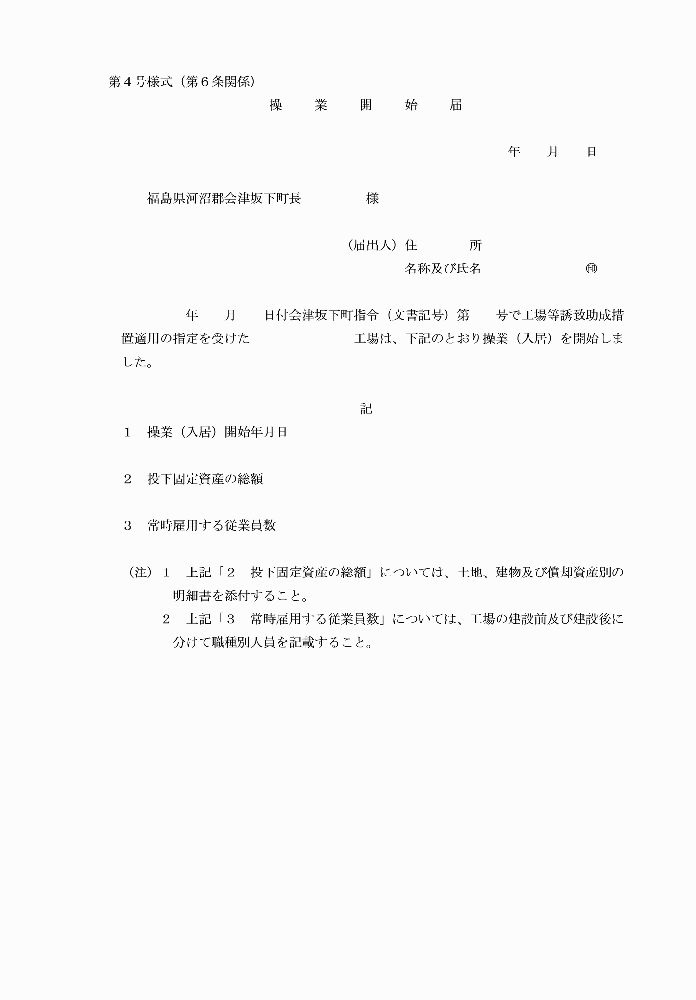 第４号様式（第６条関係）
操　業　開　始　届
年　　月　　日
福島県河沼郡会津坂下町長　　　　　様
（届出人）住　　　　所
名称及び氏名　　　　　　　　㊞
年　　月　　日付会津坂下町指令（文書記号）第　　号で工場等誘致助成措
置適用の指定を受けた　　　　　　　　工場は、下記のとおり操業（入居）を開始しま
した。
記
１　操業（入居）開始年月日
２　投下固定資産の総額
３　常時雇用する従業員数
（注）１　上記「２　投下固定資産の総額」については、土地、建物及び償却資産別の
明細書を添付すること。
２　上記「３　常時雇用する従業員数」については、工場の建設前及び建設後に
分けて職種別人員を記載すること。